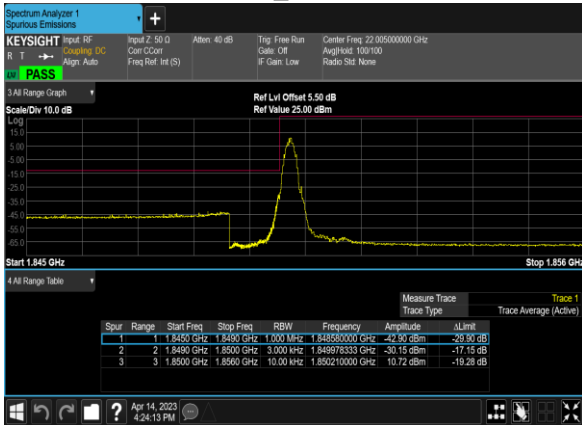 Spectrum Analyzer 1
Spurious Emissions
+
KEYSIGHT Input: RF Input Z: 50 Ω Atten: 40 dB Trig: Free Run Center Freq: 22.005000000 GHz
R T Coupling: DC Corr CCorr Gate: Off Avg|Hold: 100/100
Align: Auto Freq Ref: Int (S) IF Gain: Low Radio Std: None
PASS
3 All Range Graph
Ref Lvl Offset 5.50 dB
Scale/Div 10.0 dB Ref Value 25.00 dBm
Log
15.0
5.00
-5.00
-15.0
-25.0
-35.0
-45.0
-55.0
-65.0
Start 1.845 GHz Stop 1.856 GHz
4 All Range Table
Measure Trace Trace 1
Trace Type Trace Average (Active)
Spur Range Start Freq Stop Freq RBW Frequency Amplitude ΔLimit
1 1 1.8450 GHz 1.8490 GHz 1.000 MHz 1.848580000 GHz -42.90 dBm -29.90 dB
2 2 1.8490 GHz 1.8500 GHz 3.000 kHz 1.849978333 GHz -30.15 dBm -17.15 dB
3 3 1.8500 GHz 1.8560 GHz 10.00 kHz 1.850210000 GHz 10.72 dBm -19.28 dB
? Apr 14, 2023
4:24:13 PM